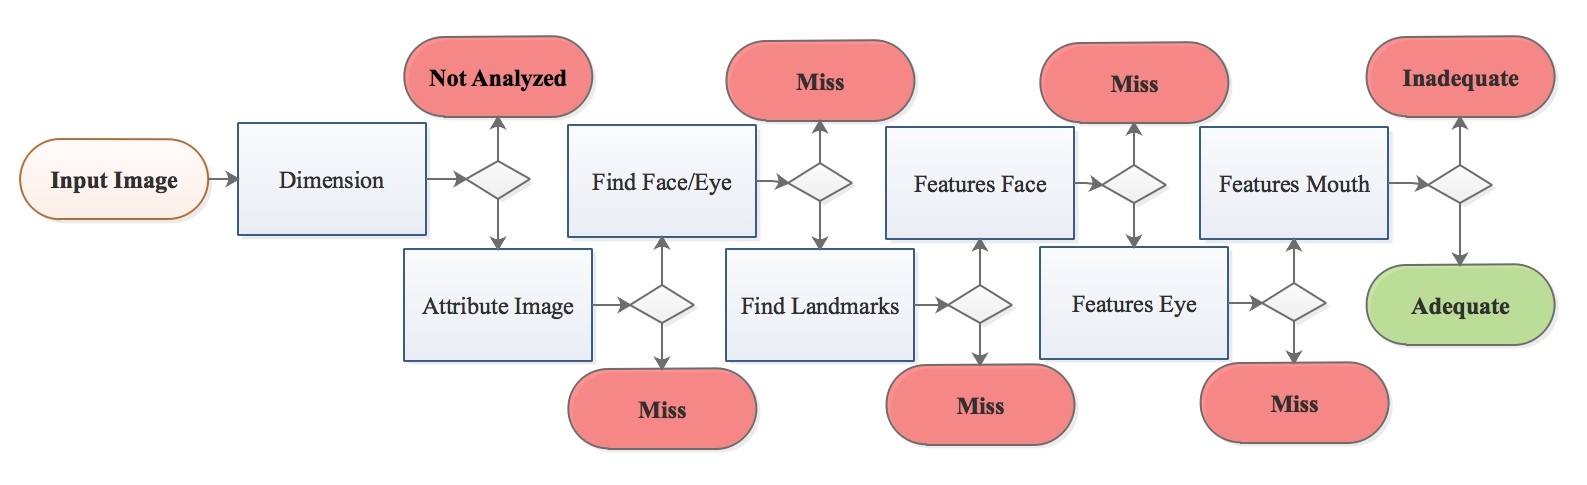 Input Image
Dimension
Not Analyzed
Attribute Image
Find Face/Eye
Miss
Miss
Find Landmarks
Features Face
Miss
Miss
Features Eye
Features Mouth
Miss
Inadequate
Adequate